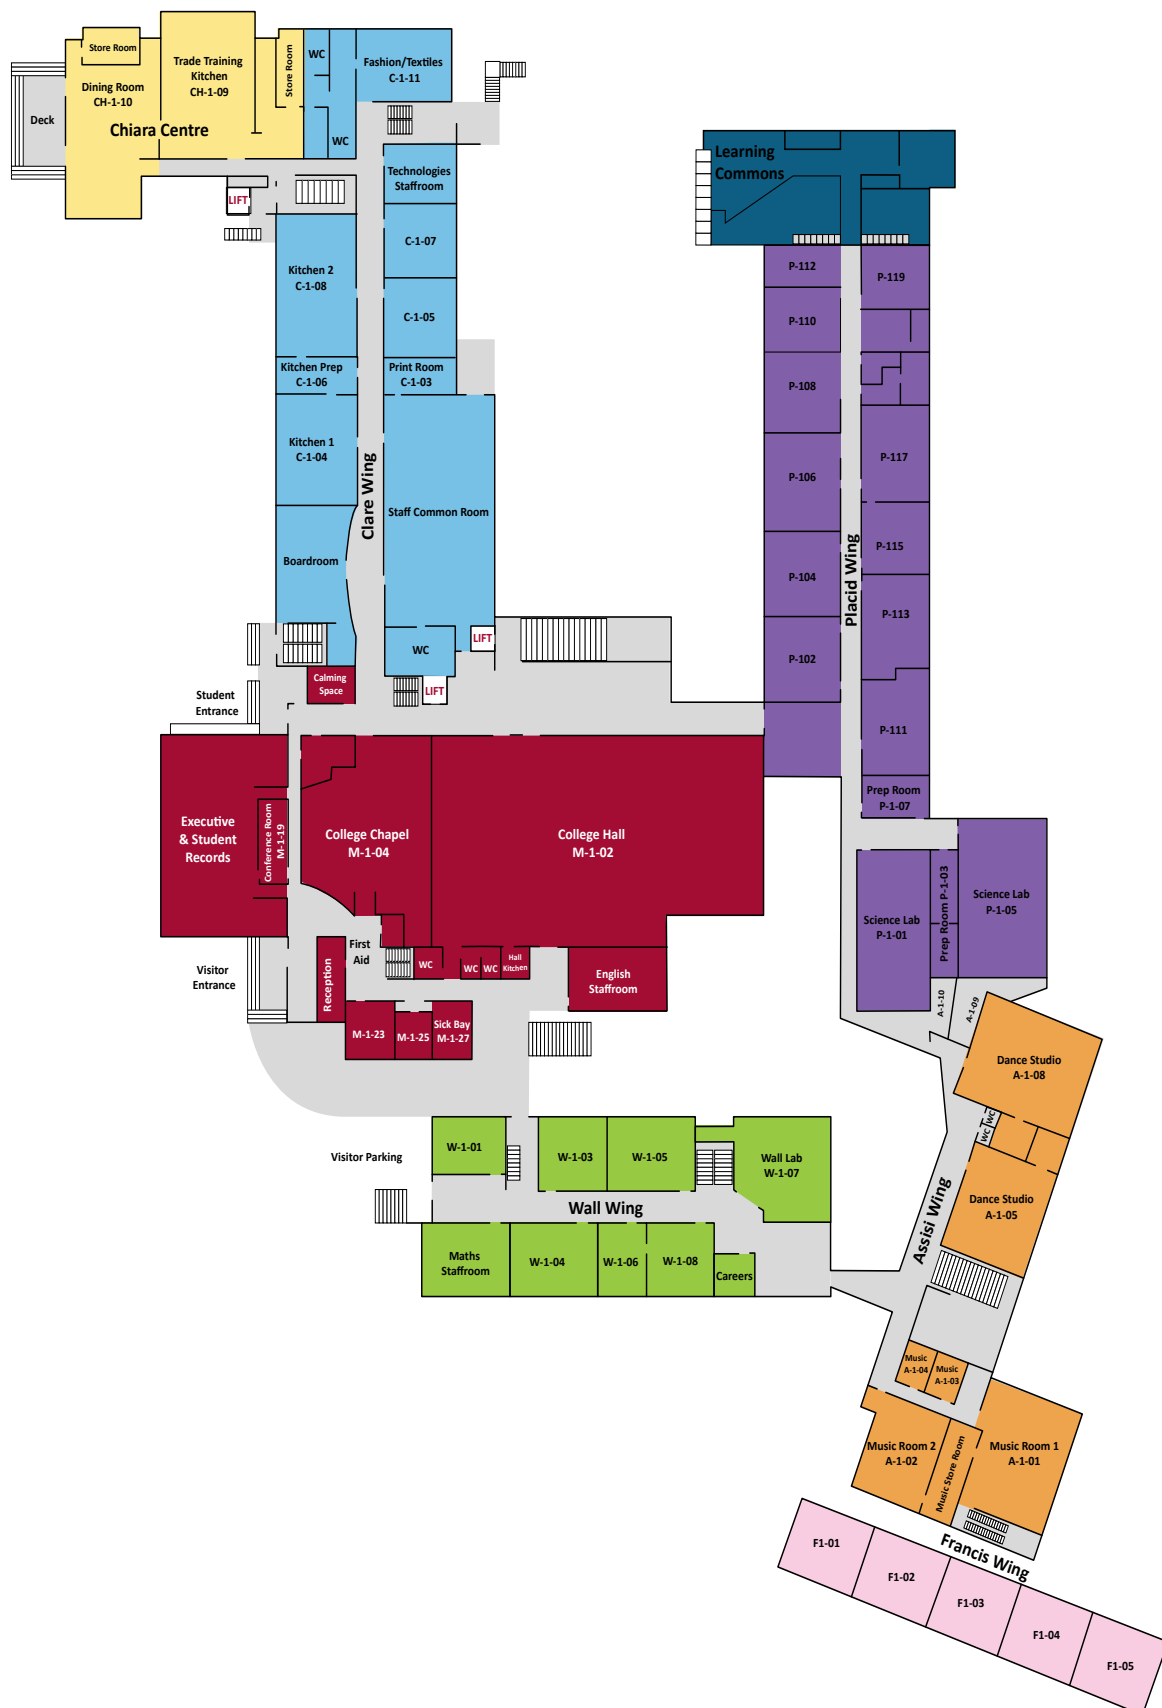 Store Room
Trade Training
Kitchen
CH-1-09
Store Room
WC
Fashion/Textiles
C-1-11
Dining Room
CH-1-10
Deck
Chiara Centre
WC
Learning
Commons
Technologies
Staffroom
LIFT
C-1-07
Kitchen 2
C-1-08
P-112
P-119
C-1-05
P-110
Kitchen Prep
C-1-06
Print Room
C-1-03
P-108
Kitchen 1
C-1-04
P-117
Clare Wing
P-106
Staff Common Room
Boardroom
P-115
P-104
Placid Wing
P-113
LIFT
WC
P-102
Calming
Space
LIFT
Student
Entrance
P-111
Prep Room
P-1-07
Executive
& Student
Records
Conference Room
M-1-19
College Chapel
M-1-04
College Hall
M-1-02
Science Lab
P-1-01
Prep Room P-1-03
Science Lab
P-1-05
First
Aid
WC
WC
WC
Hall
Kitchen
English
Staffroom
Visitor
Entrance
Reception
A-1-10
A-1-09
M-1-23
M-1-25
Sick Bay
M-1-27
Dance Studio
A-1-08
WC
WC
Visitor Parking
W-1-01
W-1-03
W-1-05
Wall Lab
W-1-07
Wall Wing
Dance Studio
A-1-05
Assisi Wing
Maths
Staffroom
W-1-04
W-1-06
W-1-08
Careers
Music
A-1-04
Music
A-1-03
Music Room 2
A-1-02
Music Store Room
Music Room 1
A-1-01
Francis Wing
F1-01
F1-02
F1-03
F1-04
F1-05